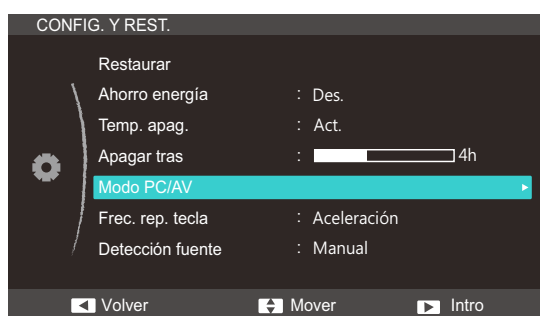 CONFIG. Y REST.
Restaurar
Ahorro energía : Des.
Temp. apag. : Act.
Apagar tras : 4h
Modo PC/AV
Frec. rep. tecla : Aceleración
Detección fuente : Manual
Volver Mover Intro